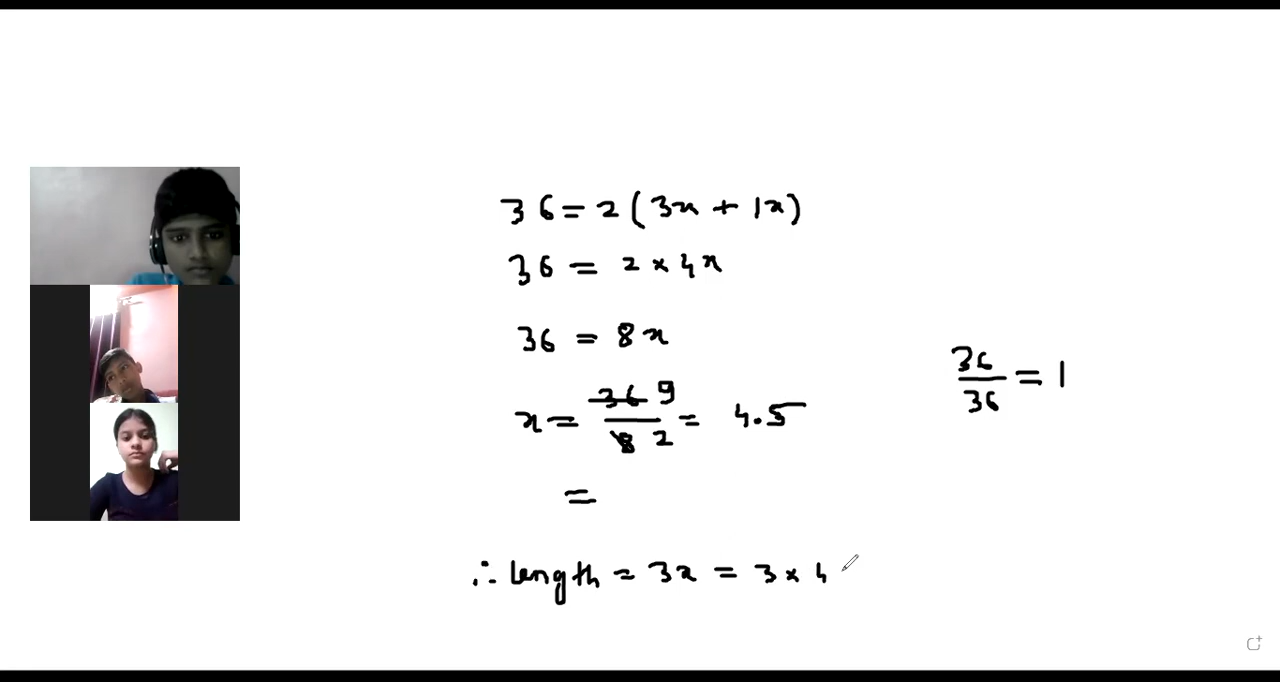 36 = 2 ( 3x + 1x )
36 = 2 × 4x
36 = 8x
36/36 = 1
x = 36 9 / 8 2 = 4.5
=
∴ length = 3x = 3 × 4